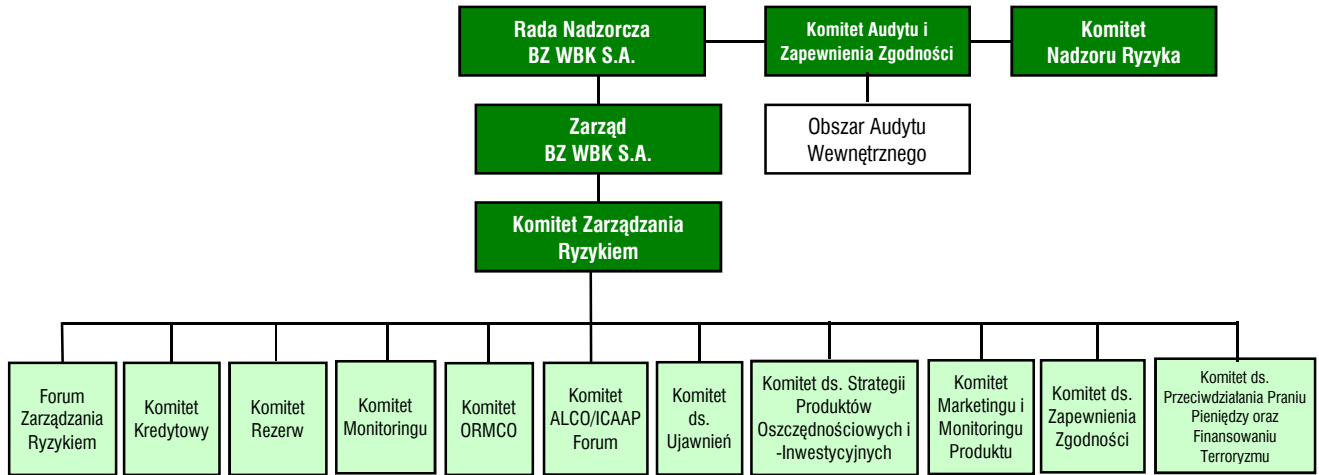 Rada Nadzorcza
BZ WBK S.A.
Komitet Audytu i
Zapewnienia Zgodności
Komitet
Nadzoru Ryzyka
Zarząd
BZ WBK S.A.
Obszar Audytu
Wewnętrznego
Komitet Zarządzania
Ryzykiem
Forum
Zarządzania
Ryzykiem
Komitet
Kredytowy
Komitet
Rezerw
Komitet
Monitoringu
Komitet
ORMCO
Komitet
ALCO/ICAAP
Forum
Komitet
ds.
Ujawnień
Komitet ds. Strategii
Produktów
Oszczędnościowych i
-Inwestycyjnych
Komitet
Marketingu i
Monitoringu
Produktu
Komitet ds.
Zapewnienia
Zgodności
Komitet ds.
Przeciwdziałania Praniu
Pieniędzy oraz
Finansowaniu
Terroryzmu